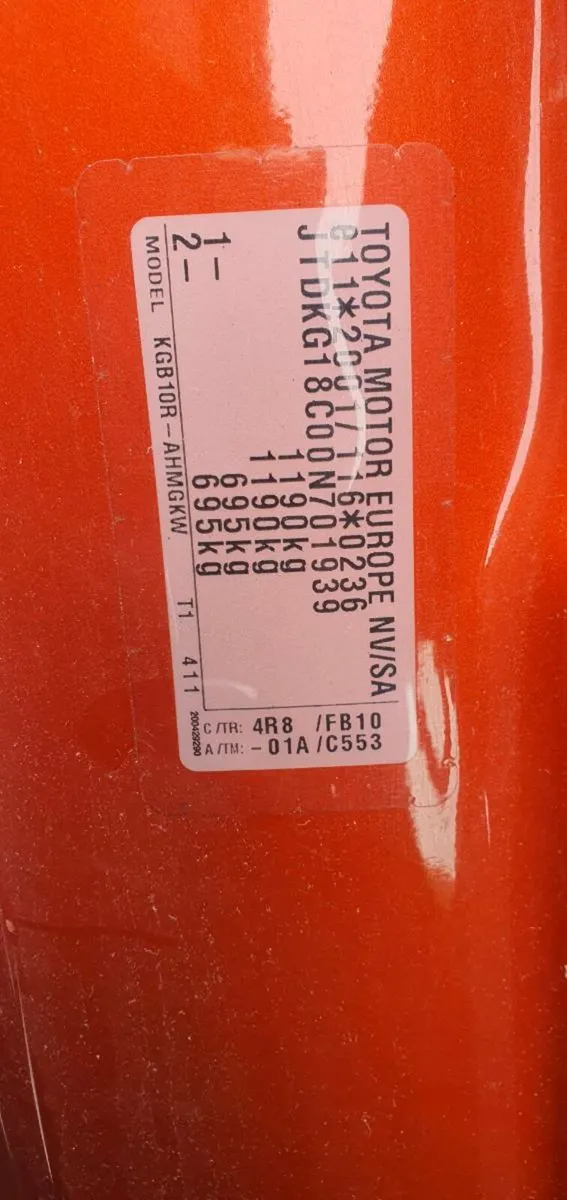 TOYOTA MOTOR EUROPE NV/SA
e11*2001/116*0236
JTDKG18C00N701939
1190kg
1190kg
1- 695kg
2- 695kg
MODEL KGB10R-AHMGKW T1 411
C/TR: 4R8 /FB10
A/TM: -01A /C553
200429290